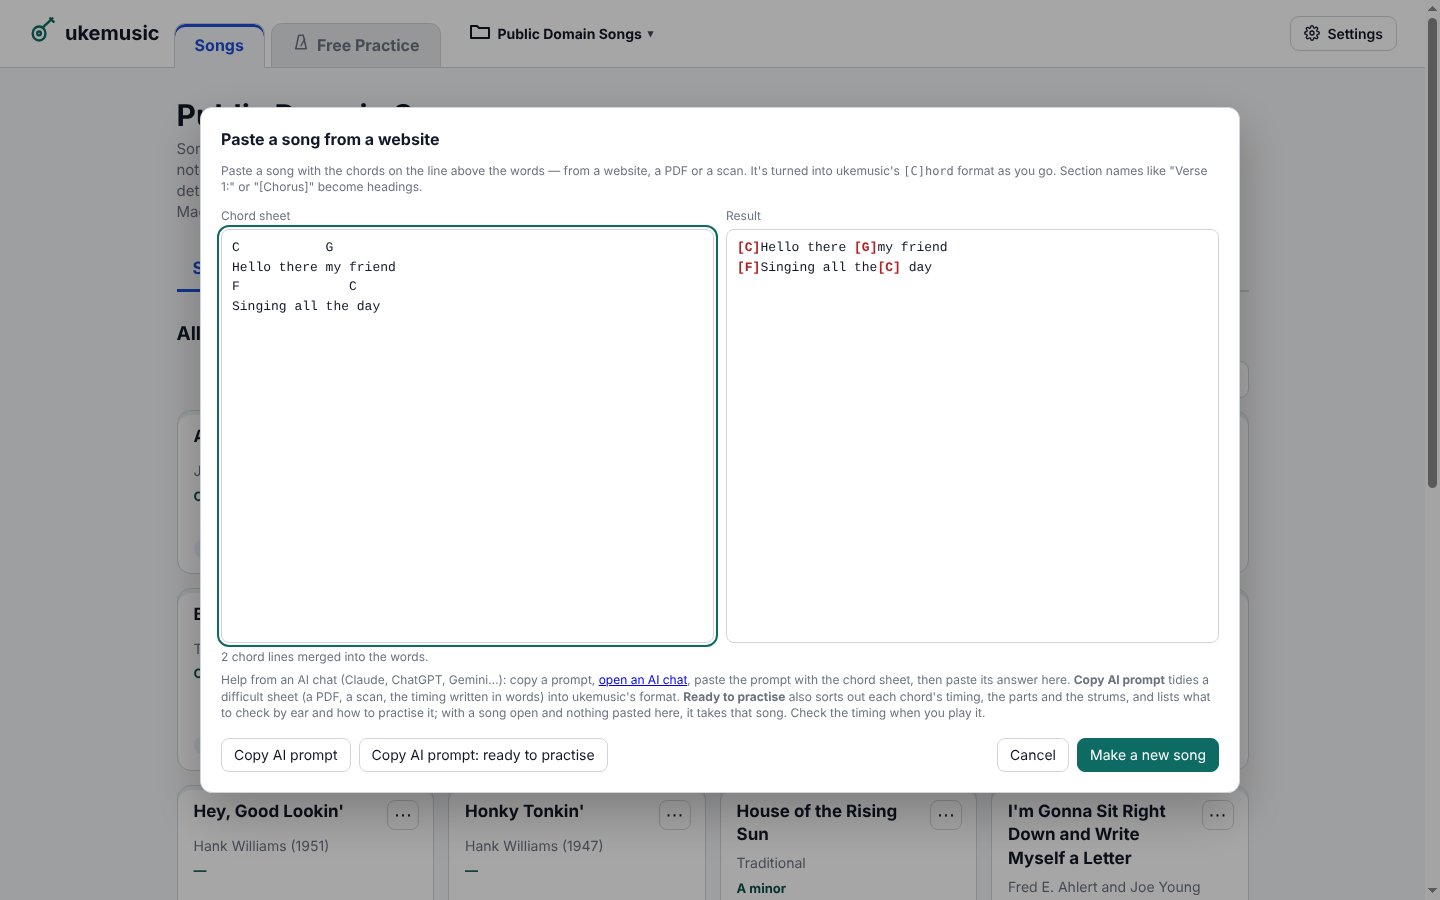 ukemusic
Songs
Free Practice
Public Domain Songs ▾
Settings
Paste a song from a website
Paste a song with the chords on the line above the words — from a website, a PDF or a scan. It's turned into ukemusic's [C]hord format as you go. Section names like "Verse
1:" or "[Chorus]" become headings.
Chord sheet
C           G
Hello there my friend
F              C
Singing all the day
Result
[C]Hello there [G]my friend
[F]Singing all the[C] day
2 chord lines merged into the words.
Help from an AI chat (Claude, ChatGPT, Gemini...): copy a prompt, open an AI chat, paste the prompt with the chord sheet, then paste its answer here. Copy AI prompt tidies a
difficult sheet (a PDF, a scan, the timing written in words) into ukemusic's format. Ready to practise also sorts out each chord's timing, the parts and the strums, and lists what
to check by ear and how to practise it; with a song open and nothing pasted here, it takes that song. Check the timing when you play it.
Copy AI prompt
Copy AI prompt: ready to practise
Cancel
Make a new song
Hey, Good Lookin'
Hank Williams (1951)
—
Honky Tonkin'
Hank Williams (1947)
—
House of the Rising
Sun
Traditional
A minor
I'm Gonna Sit Right
Down and Write
Myself a Letter
Fred E. Ahlert and Joe Young